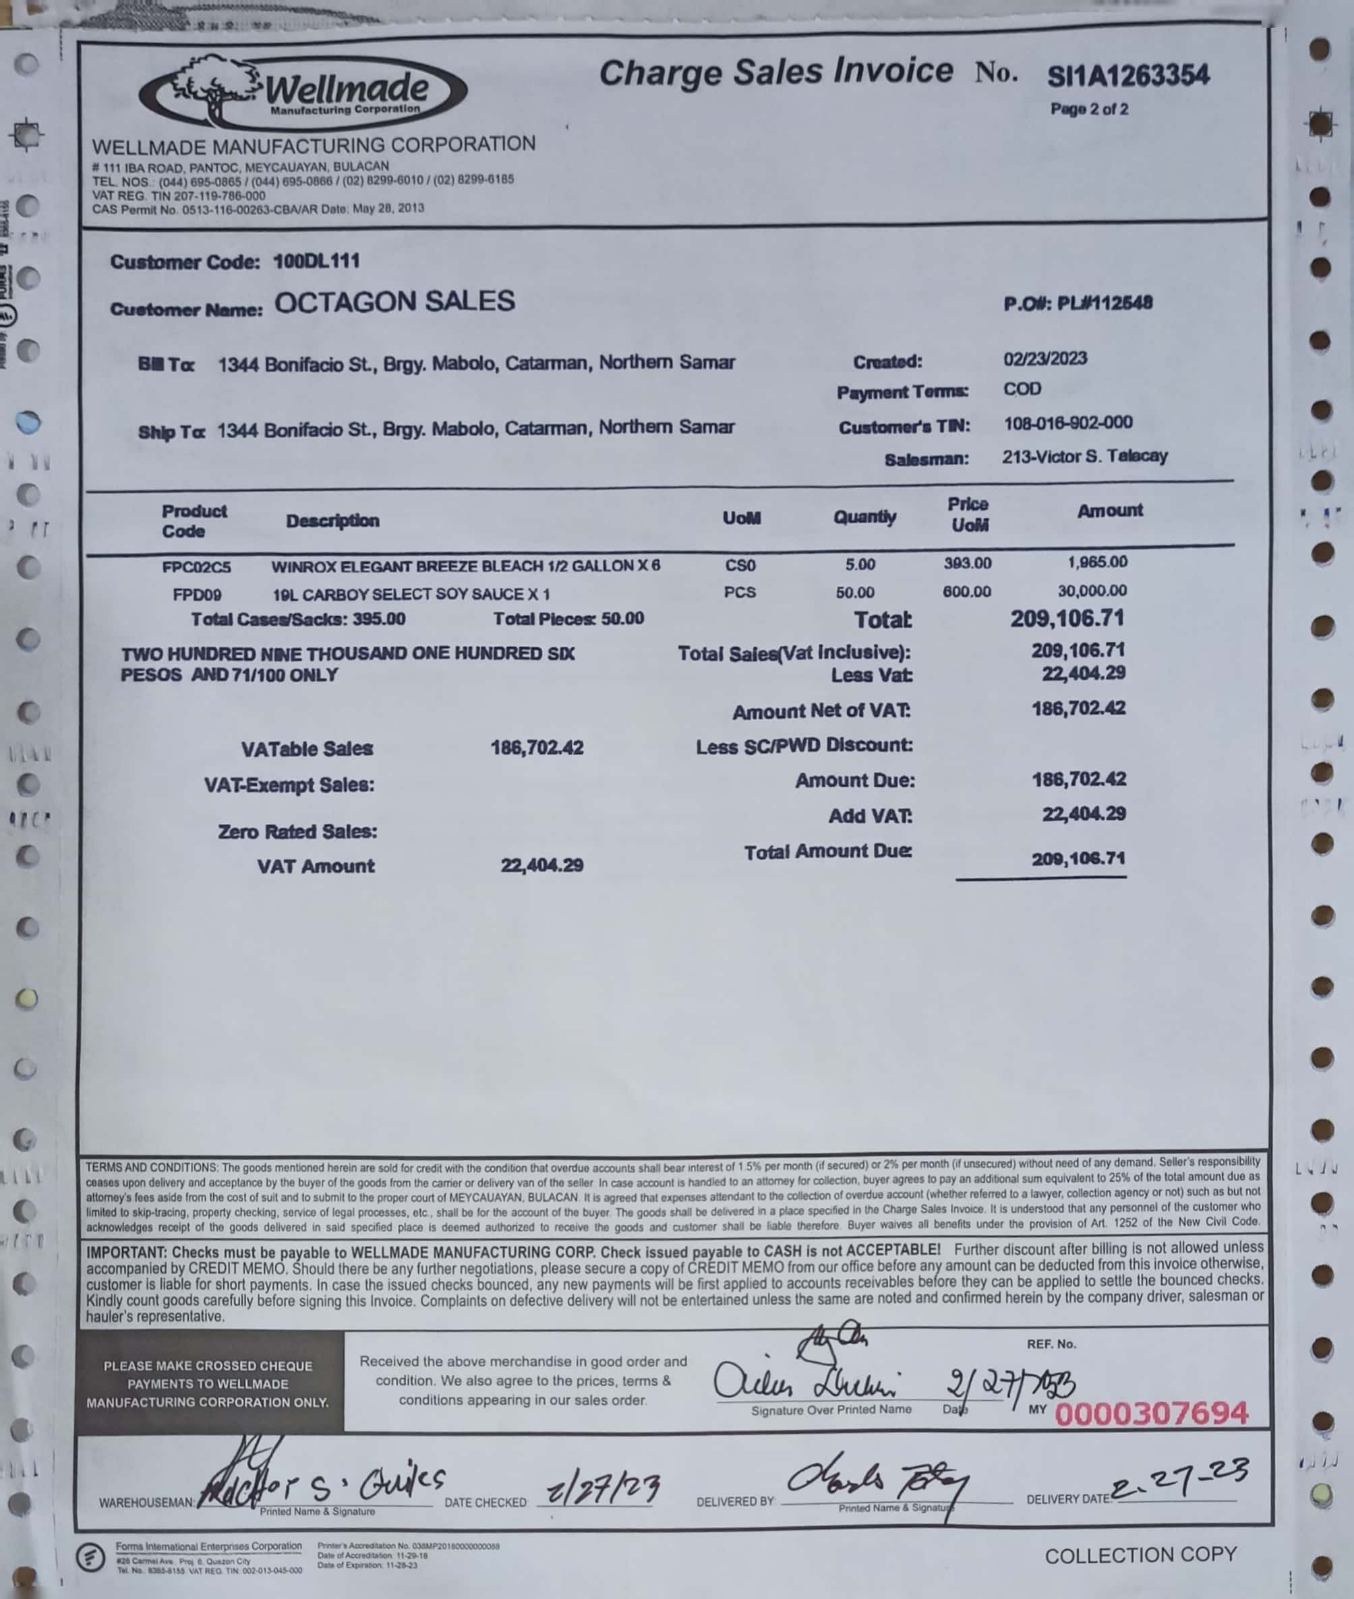 Wellmade
Manufacturing Corporation
Charge Sales Invoice No. SI1A1263354
Page 2 of 2
WELLMADE MANUFACTURING CORPORATION
# 111 IBA ROAD, PANTOC, MEYCAUAYAN, BULACAN
TEL. NOS.: (044) 695-0865 / (044) 695-0866 / (02) 8299-6010 / (02) 8299-6185
VAT REG. TIN 207-119-786-000
CAS Permit No. 0513-116-00263-CBA/AR Date: May 28, 2013
Customer Code: 100DL111
Customer Name: OCTAGON SALES
P.O#: PL#112548
Bill To: 1344 Bonifacio St., Brgy. Mabolo, Catarman, Northern Samar
Created: 02/23/2023
Payment Terms: COD
Ship To: 1344 Bonifacio St., Brgy. Mabolo, Catarman, Northern Samar
Customer's TIN: 108-016-902-000
Salesman: 213-Victor S. Talacay
Product Code Description UoM Quantiy Price UoM Amount
FPC02C5 WINROX ELEGANT BREEZE BLEACH 1/2 GALLON X 6 CS0 5.00 393.00 1,965.00
FPD09 19L CARBOY SELECT SOY SAUCE X 1 PCS 50.00 600.00 30,000.00
Total Cases/Sacks: 395.00 Total Pieces: 50.00 Total: 209,106.71
TWO HUNDRED NINE THOUSAND ONE HUNDRED SIX
PESOS AND 71/100 ONLY
Total Sales(Vat Inclusive): 209,106.71
Less Vat: 22,404.29
Amount Net of VAT: 186,702.42
VATable Sales 186,702.42
Less SC/PWD Discount:
VAT-Exempt Sales:
Amount Due: 186,702.42
Add VAT: 22,404.29
Zero Rated Sales:
Total Amount Due: 209,106.71
VAT Amount 22,404.29
TERMS AND CONDITIONS: The goods mentioned herein are sold for credit with the condition that overdue accounts shall bear interest of 1.5% per month (if secured) or 2% per month (if unsecured) without need of any demand. Seller's responsibility
ceases upon delivery and acceptance by the buyer of the goods from the carrier or delivery van of the seller. In case account is handled to an attorney for collection, buyer agrees to pay an additional sum equivalent to 25% of the total amount due as
attorney's fees aside from the cost of suit and to submit to the proper court of MEYCAUAYAN, BULACAN. It is agreed that expenses attendant to the collection of overdue account (whether referred to a lawyer, collection agency or not) such as but not
limited to skip-tracing, property checking, service of legal processes, etc., shall be for the account of the buyer. The goods shall be delivered in a place specified in the Charge Sales Invoice. It is understood that any personnel of the customer who
acknowledges receipt of the goods delivered in said specified place is deemed authorized to receive the goods and customer shall be liable therefore. Buyer waives all benefits under the provision of Art. 1252 of the New Civil Code.
IMPORTANT: Checks must be payable to WELLMADE MANUFACTURING CORP. Check issued payable to CASH is not ACCEPTABLE! Further discount after billing is not allowed unless
accompanied by CREDIT MEMO. Should there be any further negotiations, please secure a copy of CREDIT MEMO from our office before any amount can be deducted from this invoice otherwise,
customer is liable for short payments. In case the issued checks bounced, any new payments will be first applied to accounts receivables before they can be applied to settle the bounced checks.
Kindly count goods carefully before signing this Invoice. Complaints on defective delivery will not be entertained unless the same are noted and confirmed herein by the company driver, salesman or
hauler's representative.
PLEASE MAKE CROSSED CHEQUE
PAYMENTS TO WELLMADE
MANUFACTURING CORPORATION ONLY.
Received the above merchandise in good order and
condition. We also agree to the prices, terms &
conditions appearing in our sales order.
2/27/2023
Signature Over Printed Name Date
REF. No.
MY 0000307694
WAREHOUSEMAN: S.
Printed Name & Signature
DATE CHECKED 2/27/23
DELIVERED BY
Printed Name & Signature
DELIVERY DATE 2-27-23
Forms International Enterprises Corporation
#26 Carmel Ave. Proj. 6, Quezon City
Tel. No.: 8365-8155 VAT REG. TIN: 002-013-045-000
Printer's Accreditation No. 038MP20180000000068
Date of Accreditation: 11-29-18
Date of Expiration: 11-28-23
COLLECTION COPY